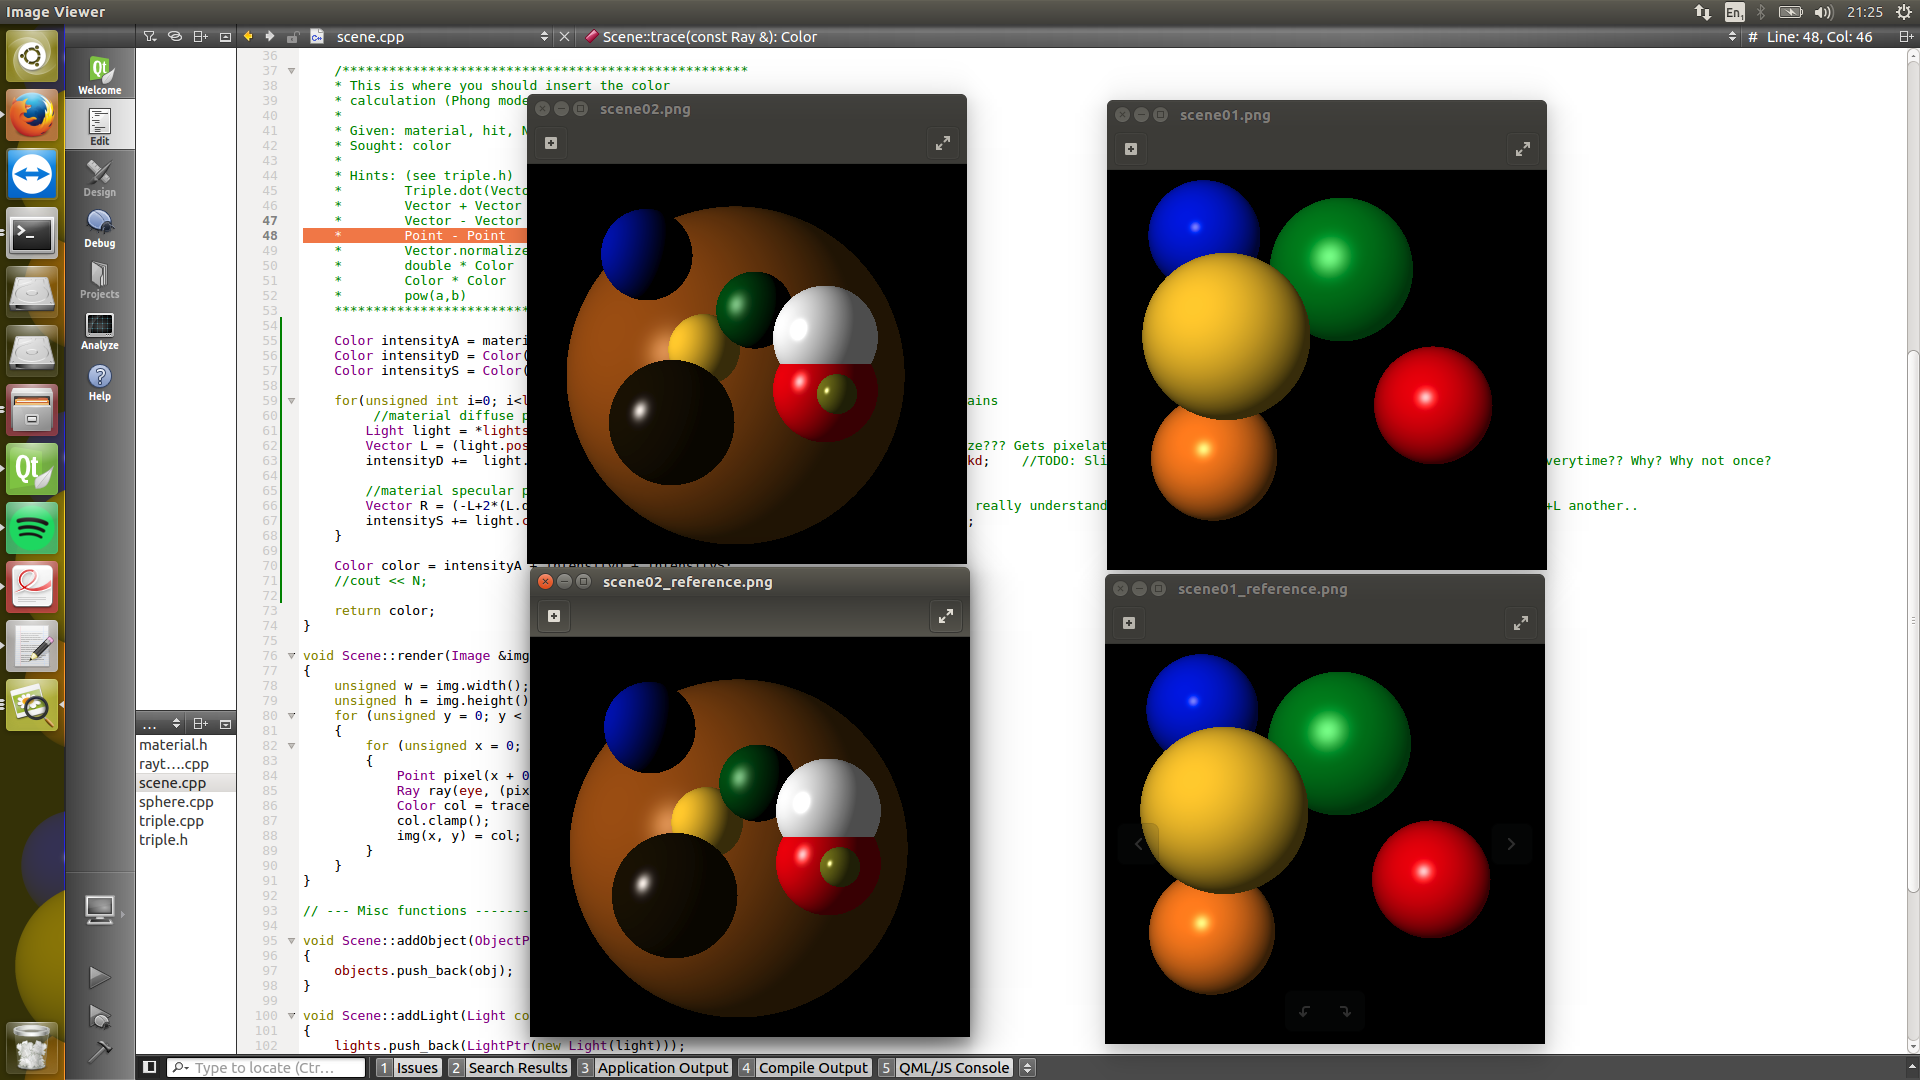 Image Viewer
En1
21:25
scene.cpp
Scene::trace(const Ray &): Color
# Line: 48, Col: 46
Welcome
Edit
Design
Debug
Projects
Analyze
Help
...
material.h
rayt....cpp
scene.cpp
sphere.cpp
triple.cpp
triple.h
36
37 /****************************************************
38 * This is where you should insert the color
39 * calculation (Phong mode
40 *
41 * Given: material, hit, N
42 * Sought: color
43 *
44 * Hints: (see triple.h)
45 * Triple.dot(Vecto
46 * Vector + Vector
47 * Vector - Vector
48 * Point - Point
49 * Vector.normalize
50 * double * Color
51 * Color * Color
52 * pow(a,b)
53 *************************
54
55 Color intensityA = materi
56 Color intensityD = Color(
57 Color intensityS = Color(
58
59 for(unsigned int i=0; i<l ains
60 //material diffuse p
61 Light light = *lights
62 Vector L = (light.pos ze??? Gets pixelat
63 intensityD += light. kd; //TODO: Sli verytime?? Why? Why not once?
64
65 //material specular p
66 Vector R = (-L+2*(L.d really understand +L another..
67 intensityS += light.c ;
68 }
69
70 Color color = intensityA + intensityD + intensityS;
71 //cout << N;
72
73 return color;
74 }
75
76 void Scene::render(Image &img
77 {
78 unsigned w = img.width();
79 unsigned h = img.height()
80 for (unsigned y = 0; y <
81 {
82 for (unsigned x = 0;
83 {
84 Point pixel(x + 0
85 Ray ray(eye, (pix
86 Color col = trace
87 col.clamp();
88 img(x, y) = col;
89 }
90 }
91 }
92
93 // --- Misc functions -------
94
95 void Scene::addObject(ObjectP
96 {
97 objects.push_back(obj);
98 }
99
100 void Scene::addLight(Light co
101 {
102 lights.push_back(LightPtr(new Light(light)));
scene02.png
scene01.png
scene02_reference.png
scene01_reference.png
Type to locate (Ctr...
1 Issues
2 Search Results
3 Application Output
4 Compile Output
5 QML/JS Console